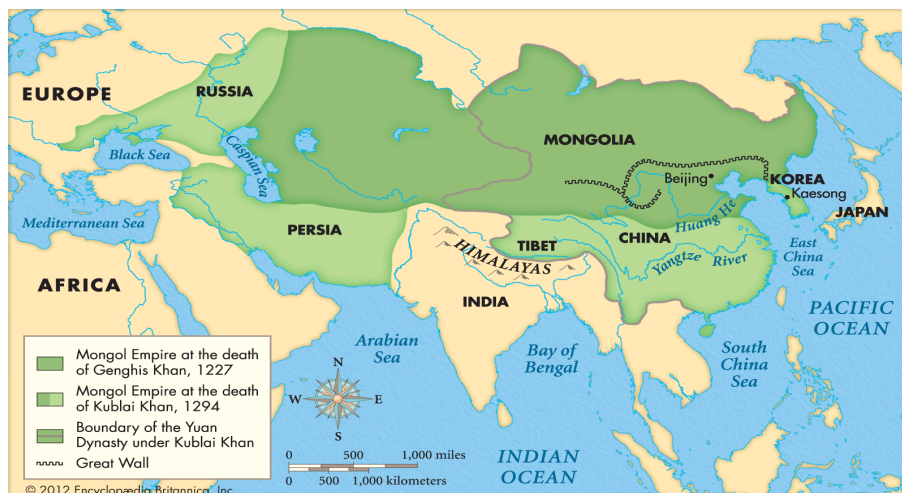 EUROPE
RUSSIA
MONGOLIA
Black Sea
Caspian Sea
Beijing
KOREA
Kaesong
JAPAN
Mediterranean Sea
PERSIA
TIBET
CHINA
Huang He
HIMALAYAS
Yangtze River
East
China
Sea
AFRICA
INDIA
PACIFIC
OCEAN
Arabian
Sea
Bay of
Bengal
South
China
Sea
Mongol Empire at the death
of Genghis Khan, 1227
Mongol Empire at the death
of Kublai Khan, 1294
Boundary of the Yuan
Dynasty under Kublai Khan
Great Wall
N
W E
S
0 500 1,000 miles
0 500 1,000 kilometers
INDIAN
OCEAN
© 2012 Encyclopædia Britannica, Inc.